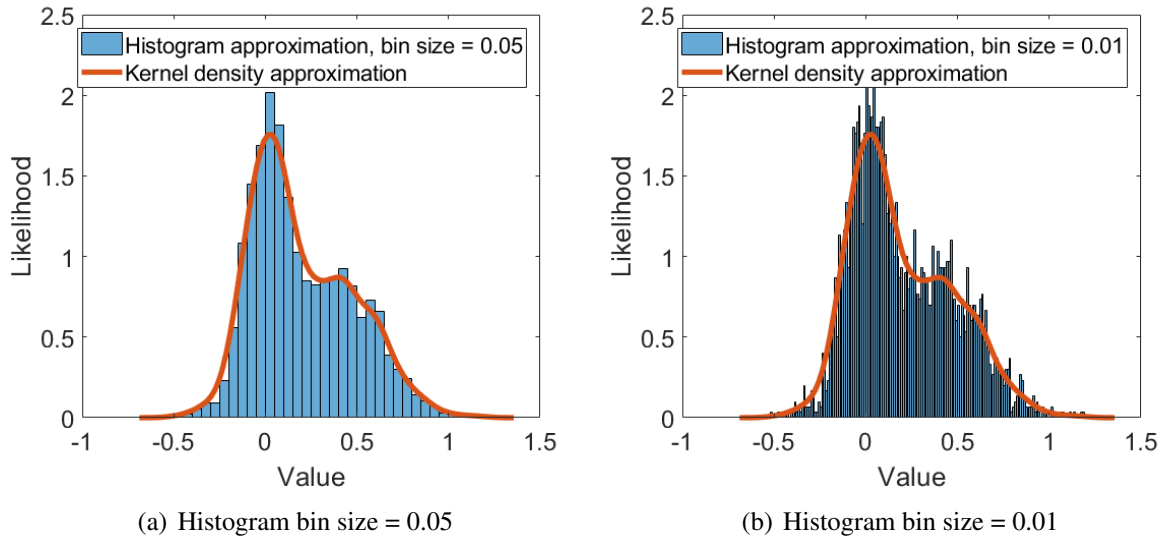 2.5
Histogram approximation, bin size = 0.05
Kernel density approximation
2
1.5
1
0.5
0
Likelihood
-1
-0.5
0
0.5
1
1.5
Value
(a) Histogram bin size = 0.05
2.5
Histogram approximation, bin size = 0.01
Kernel density approximation
2
1.5
1
0.5
0
Likelihood
-1
-0.5
0
0.5
1
1.5
Value
(b) Histogram bin size = 0.01